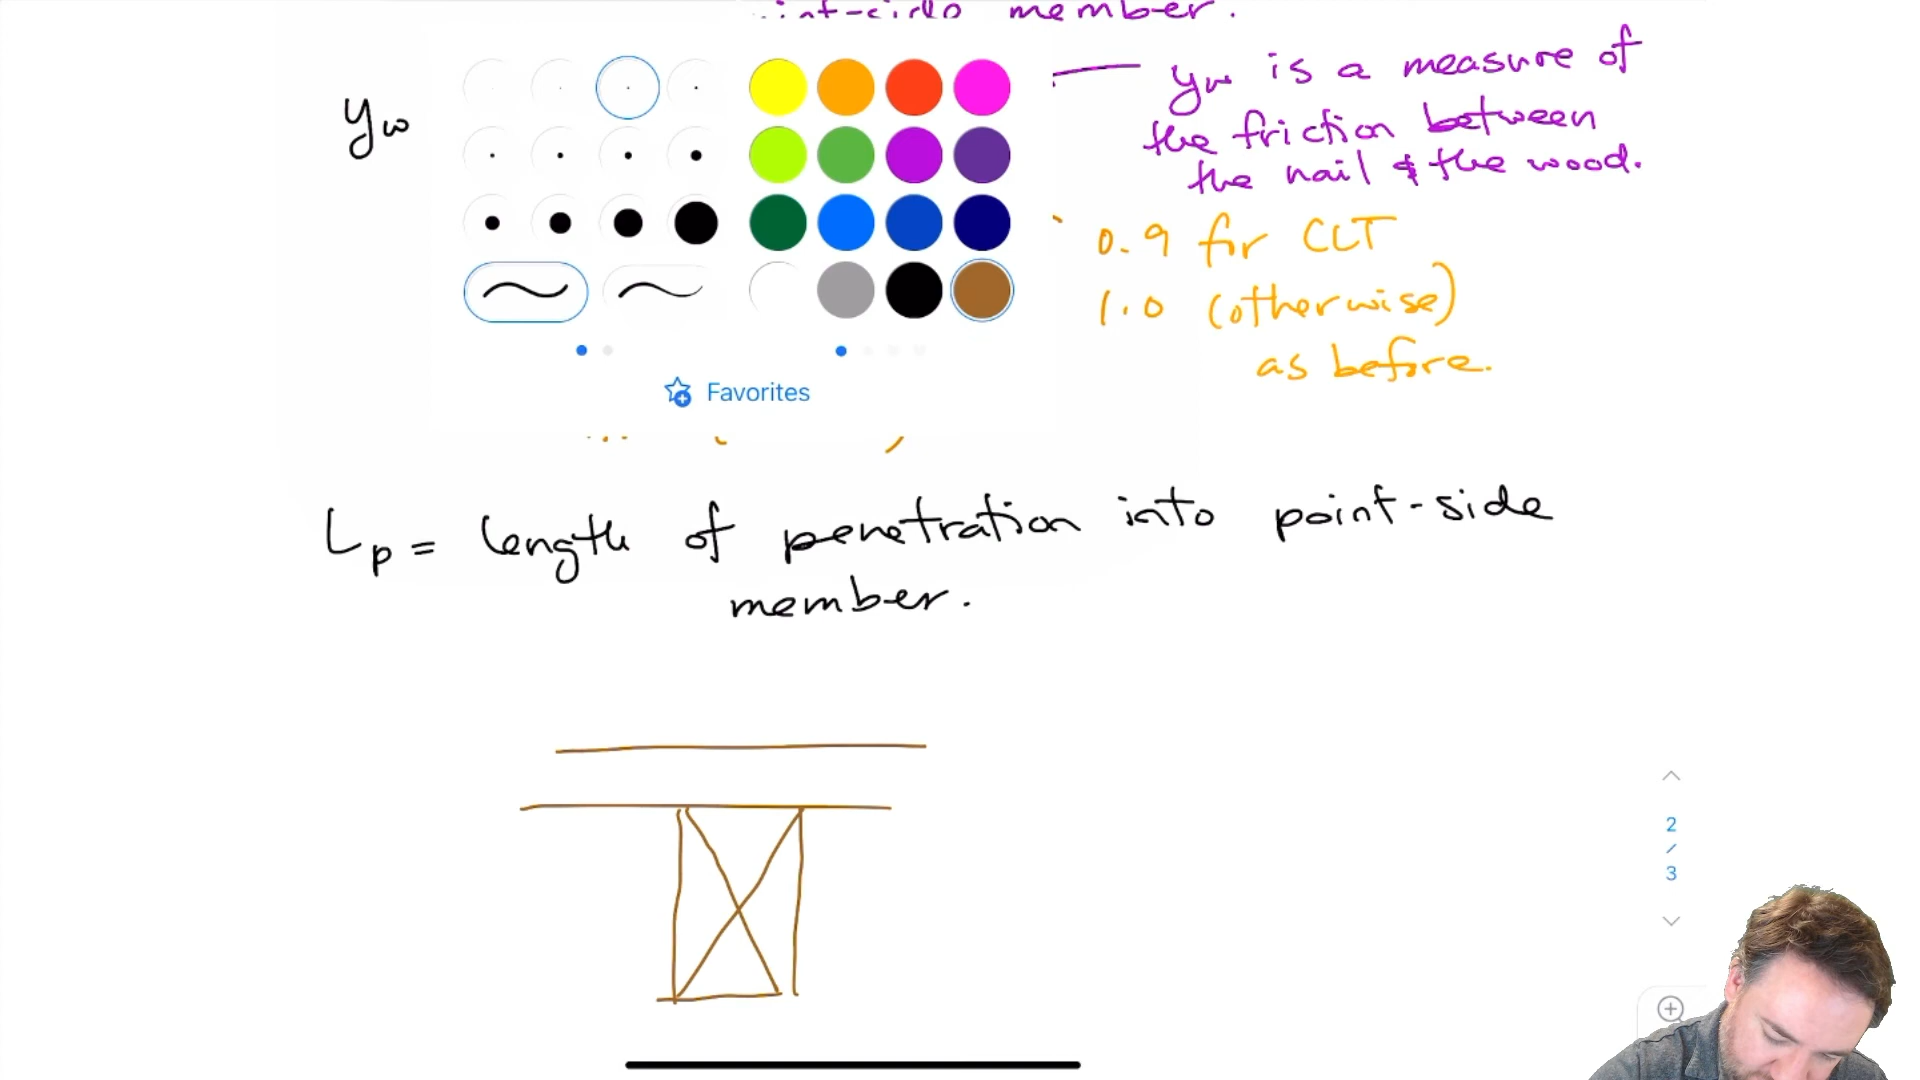 member.
yw
yw is a measure of
the friction between
the nail & the wood.
0.9 for CLT
1.0 (otherwise)
as before.
Favorites
Lp = length of penetration into point-side
member.
2
/
3